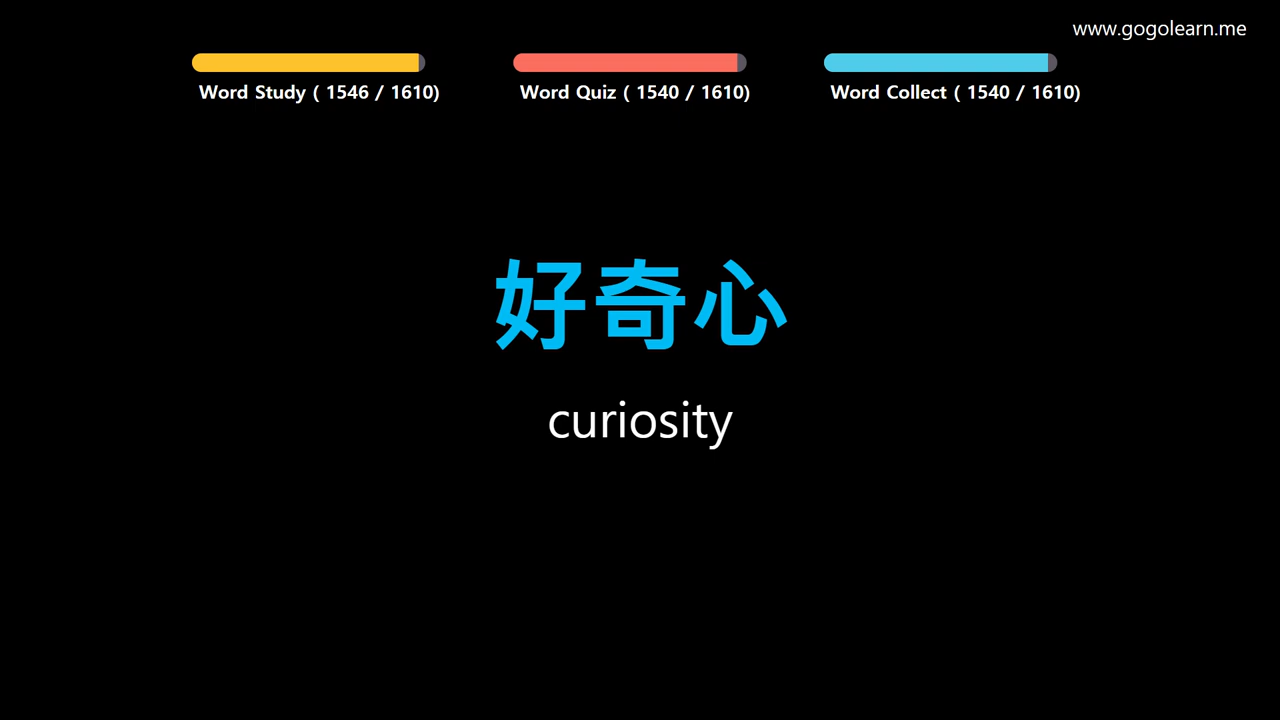 www.gogolearn.me
Word Study ( 1546 / 1610)
Word Quiz ( 1540 / 1610)
Word Collect ( 1540 / 1610)
好奇心
curiosity